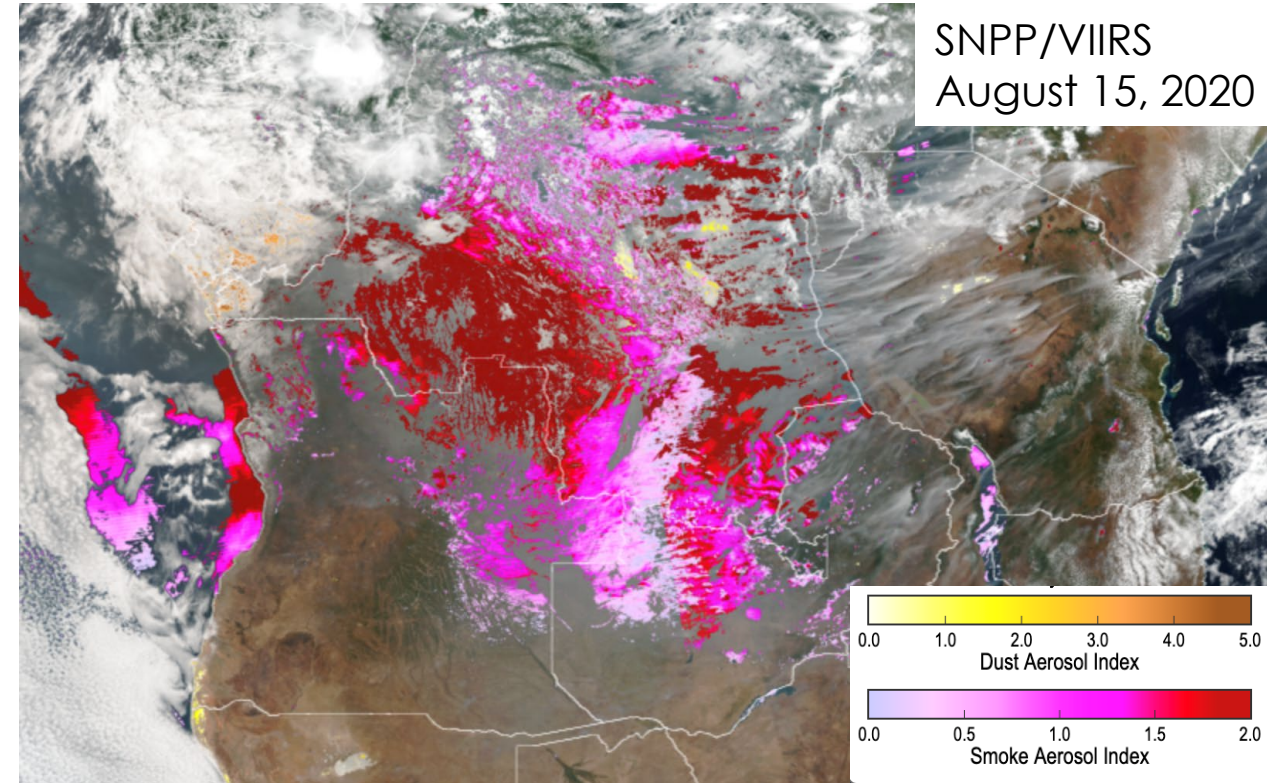 SNPP/VIIRS
August 15, 2020
0.0 1.0 2.0 3.0 4.0 5.0
Dust Aerosol Index
0.0 0.5 1.0 1.5 2.0
Smoke Aerosol Index